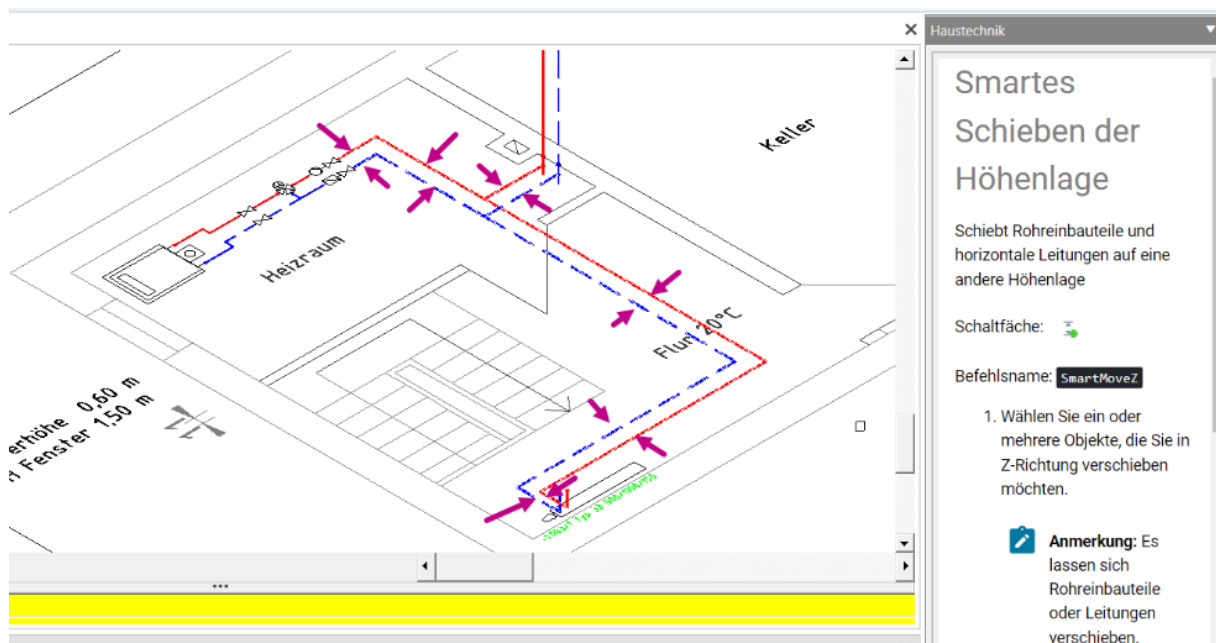 Haustechnik
Smartes
Schieben der
Höhenlage
Schiebt Rohreinbauteile und
horizontale Leitungen auf eine
andere Höhenlage
Schaltfäche:
Befehlsname: SmartMoveZ
1. Wählen Sie ein oder
mehrere Objekte, die Sie in
Z-Richtung verschieben
möchten.
Anmerkung: Es
lassen sich
Rohreinbauteile
oder Leitungen
verschieben.
Keller
Heizraum
Flur 20°C
erhöhe 0,60 m
Fenster 1,50 m